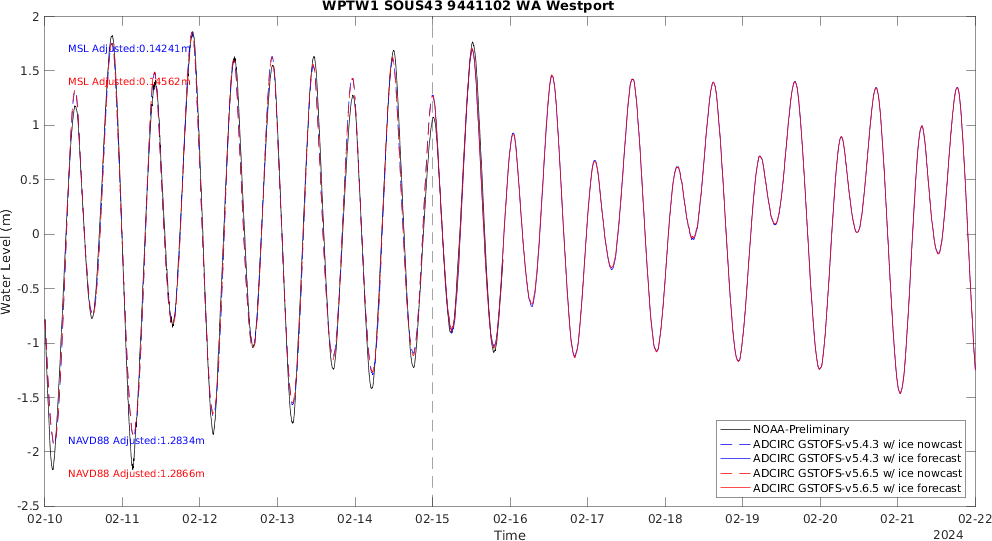 WPTW1 SOUS43 9441102 WA Westport
2
1.5
1
0.5
0
-0.5
-1
-1.5
-2
-2.5
Water Level (m)
MSL Adjusted:0.14241m
MSL Adjusted:0.14562m
NAVD88 Adjusted:1.2834m
NAVD88 Adjusted:1.2866m
NOAA-Preliminary
ADCIRC GSTOFS-v5.4.3 w/ ice nowcast
ADCIRC GSTOFS-v5.4.3 w/ ice forecast
ADCIRC GSTOFS-v5.6.5 w/ ice nowcast
ADCIRC GSTOFS-v5.6.5 w/ ice forecast
02-10 02-11 02-12 02-13 02-14 02-15 02-16 02-17 02-18 02-19 02-20 02-21 02-22
Time
2024